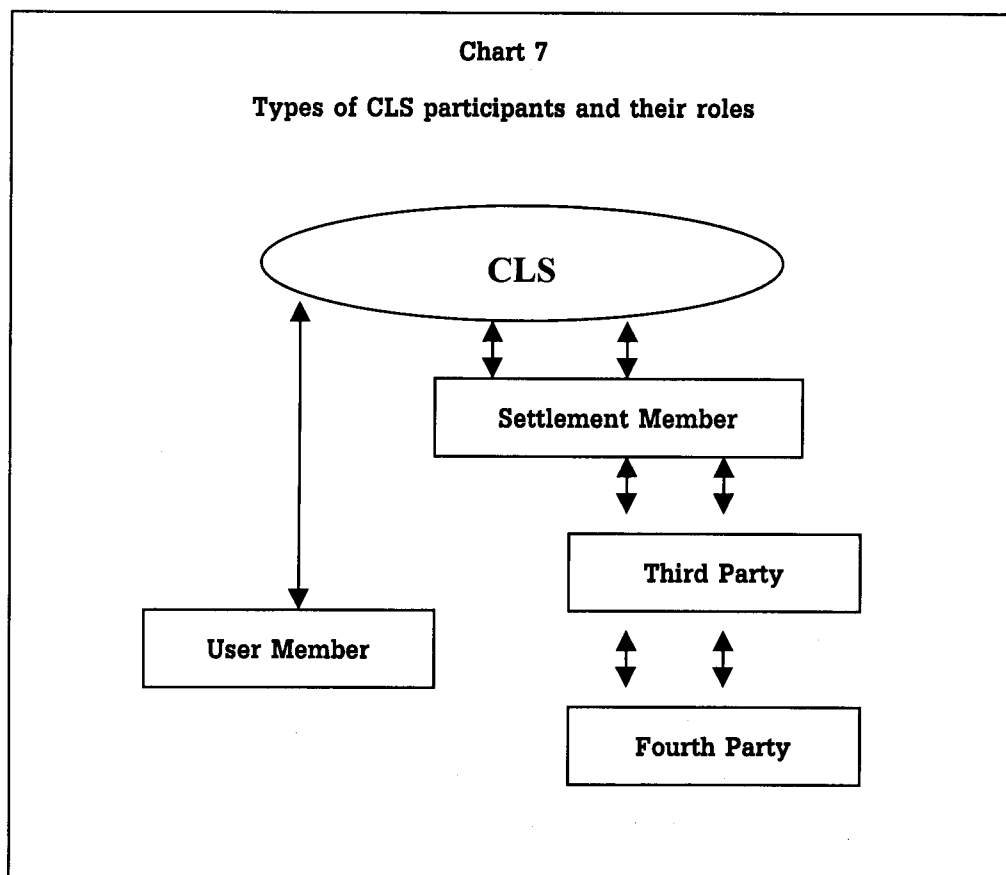 Chart 7
Types of CLS participants and their roles
CLS
Settlement Member
Third Party
User Member
Fourth Party